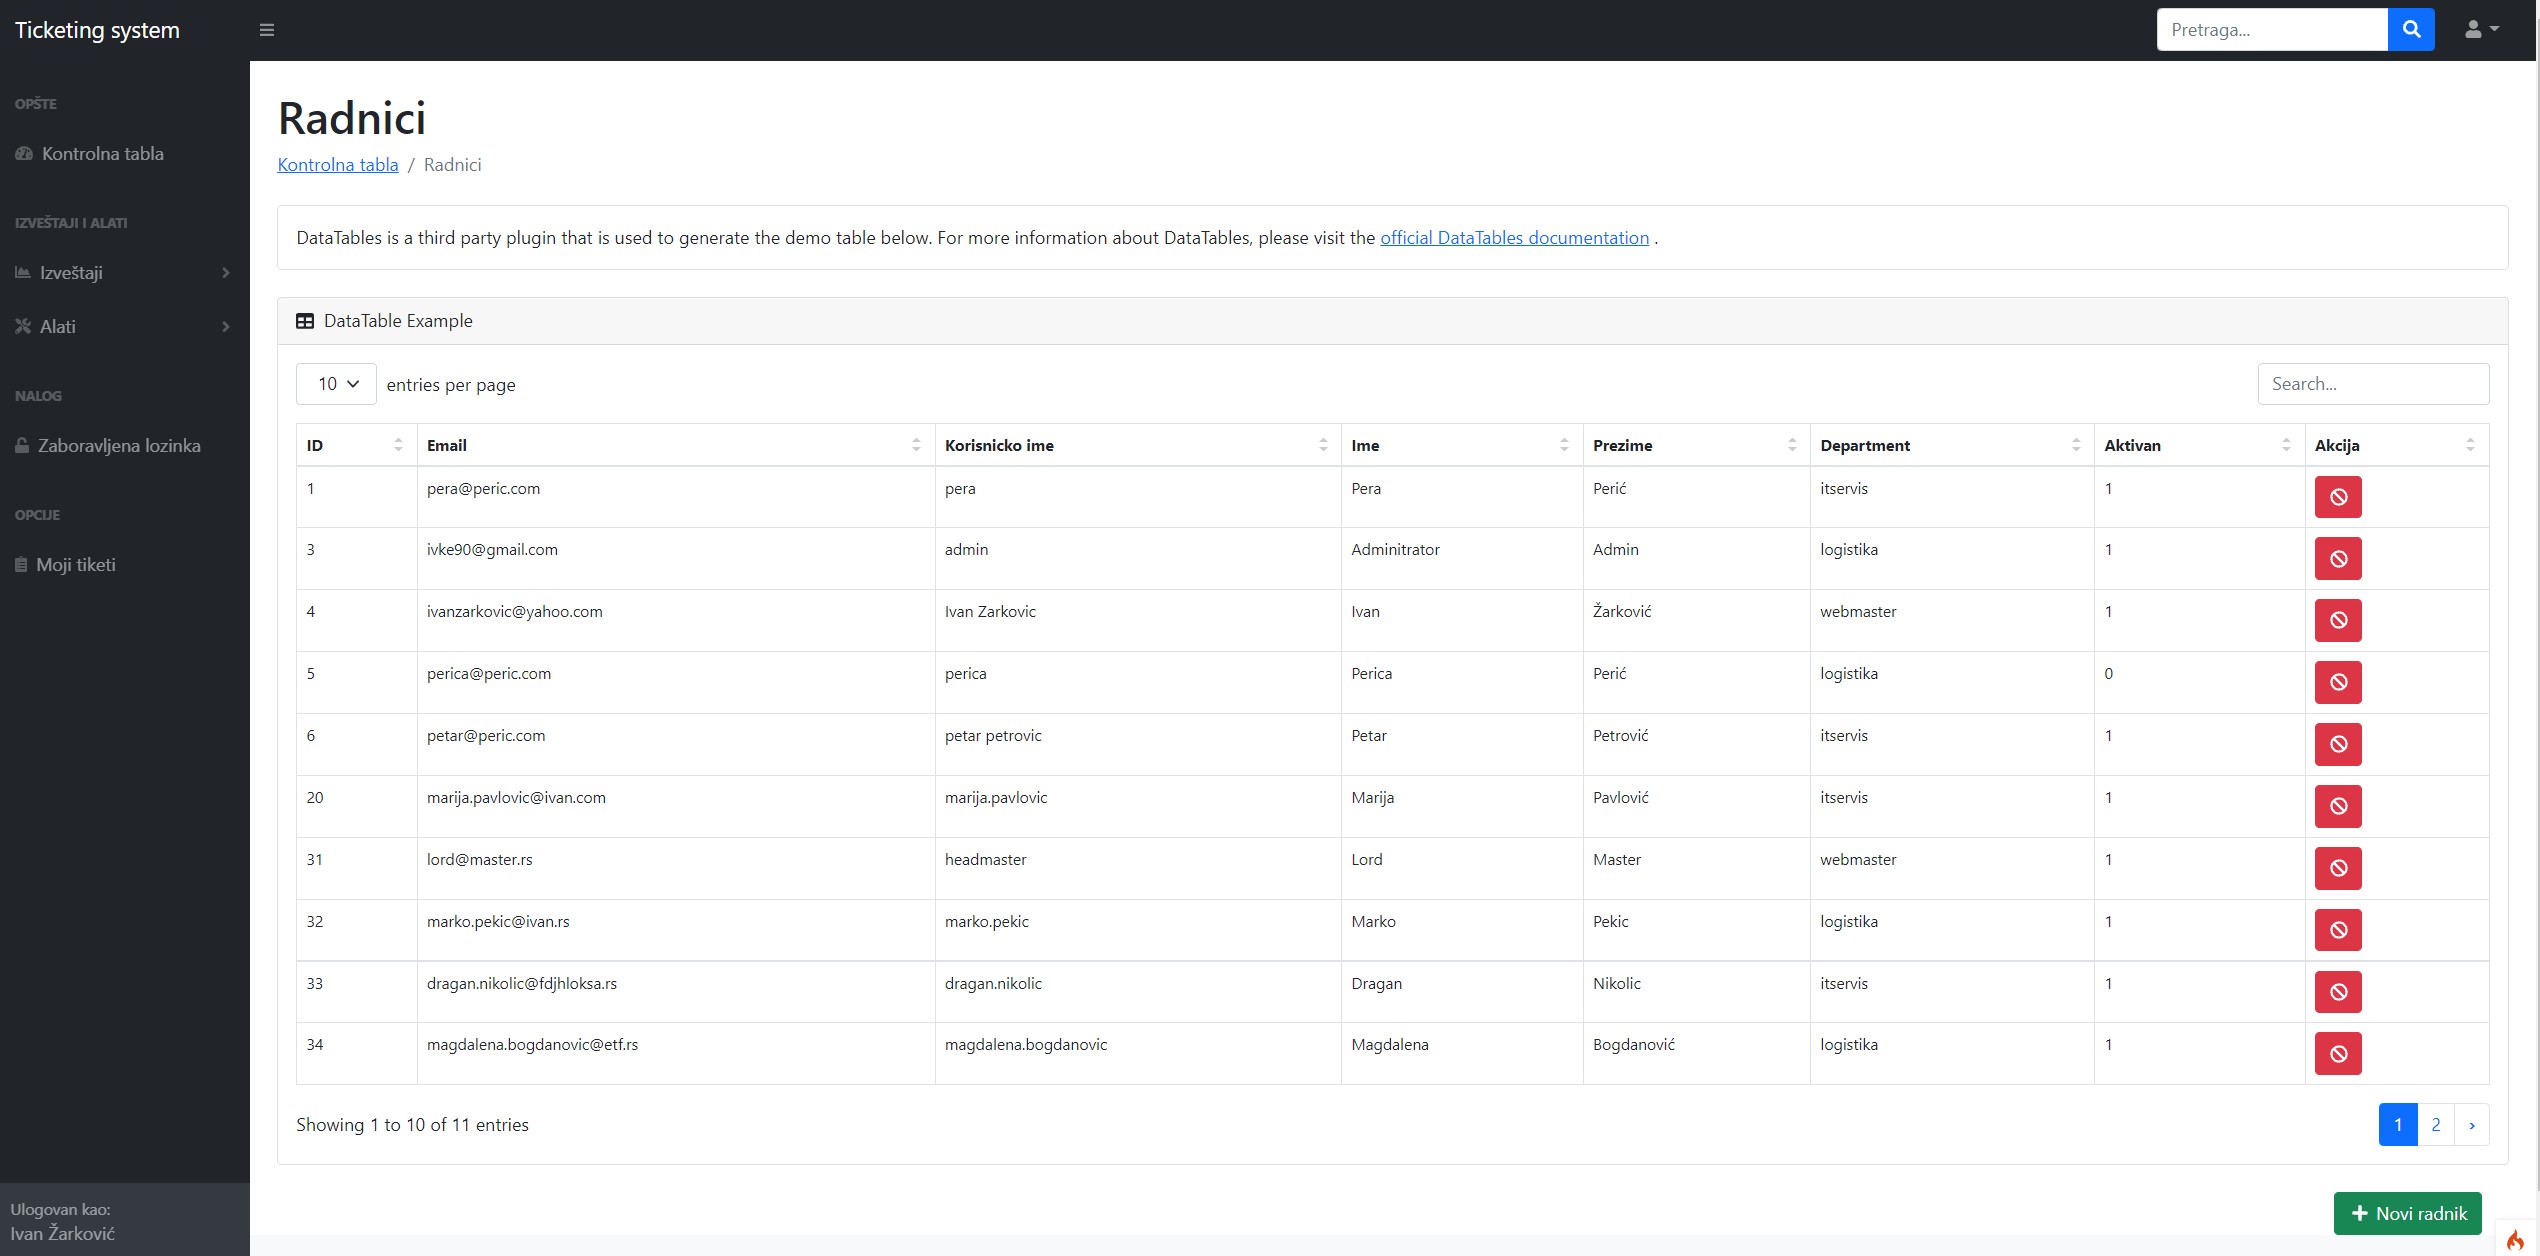 Ticketing system
Pretraga...
OPŠTE
Kontrolna tabla
IZVEŠTAJI I ALATI
Izveštaji
Alati
NALOG
Zaboravljena lozinka
OPCIJE
Moji tiketi
Ulogovan kao:
Ivan Žarković
Radnici
Kontrolna tabla / Radnici
DataTables is a third party plugin that is used to generate the demo table below. For more information about DataTables, please visit the official DataTables documentation .
DataTable Example
10 entries per page
Search...
ID Email Korisnicko ime Ime Prezime Department Aktivan Akcija
1 pera@peric.com pera Pera Perić itservis 1
3 ivke90@gmail.com admin Adminitrator Admin logistika 1
4 ivanzarkovic@yahoo.com Ivan Zarkovic Ivan Žarković webmaster 1
5 perica@peric.com perica Perica Perić logistika 0
6 petar@peric.com petar petrovic Petar Petrović itservis 1
20 marija.pavlovic@ivan.com marija.pavlovic Marija Pavlović itservis 1
31 lord@master.rs headmaster Lord Master webmaster 1
32 marko.pekic@ivan.rs marko.pekic Marko Pekic logistika 1
33 dragan.nikolic@fdjhloksa.rs dragan.nikolic Dragan Nikolic itservis 1
34 magdalena.bogdanovic@etf.rs magdalena.bogdanovic Magdalena Bogdanović logistika 1
Showing 1 to 10 of 11 entries
1 2 ›
Novi radnik